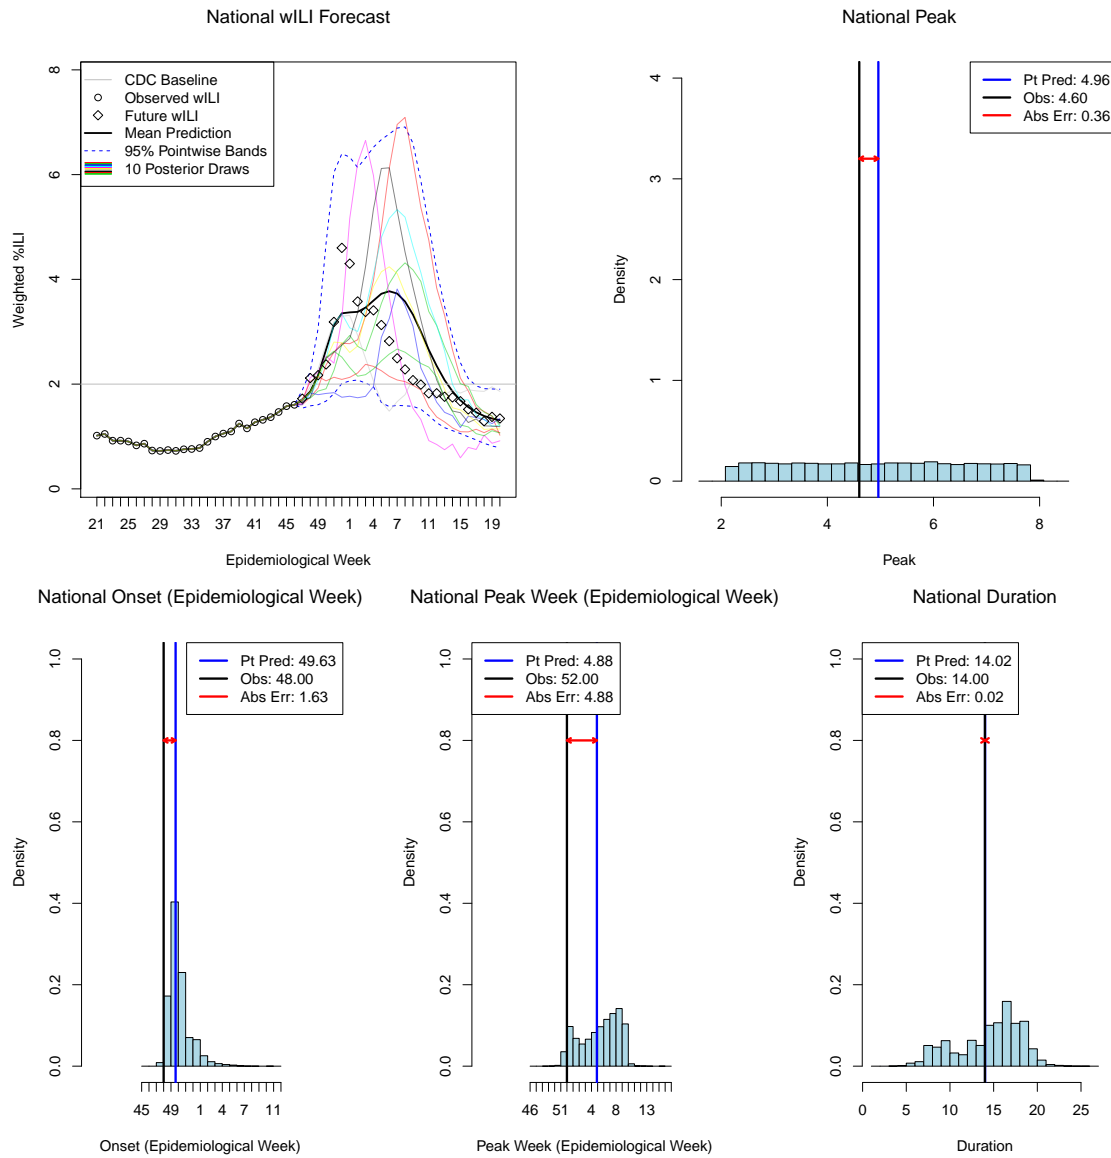 National wILI Forecast
CDC Baseline
Observed wILI
Future wILI
Mean Prediction
95% Pointwise Bands
10 Posterior Draws
8
6
4
2
0
Weighted %ILI
21 25 29 33 37 41 45 49 1 4 7 11 15 19
Epidemiological Week
National Peak
Pt Pred: 4.96
Obs: 4.60
Abs Err: 0.36
4
3
2
1
0
Density
2 4 6 8
Peak
National Onset (Epidemiological Week)
Pt Pred: 49.63
Obs: 48.00
Abs Err: 1.63
1.0
0.8
0.6
0.4
0.2
0.0
Density
45 49 1 4 7 11
Onset (Epidemiological Week)
National Peak Week (Epidemiological Week)
Pt Pred: 4.88
Obs: 52.00
Abs Err: 4.88
1.0
0.8
0.6
0.4
0.2
0.0
Density
46 51 4 8 13
Peak Week (Epidemiological Week)
National Duration
Pt Pred: 14.02
Obs: 14.00
Abs Err: 0.02
1.0
0.8
0.6
0.4
0.2
0.0
Density
0 5 10 15 20 25
Duration